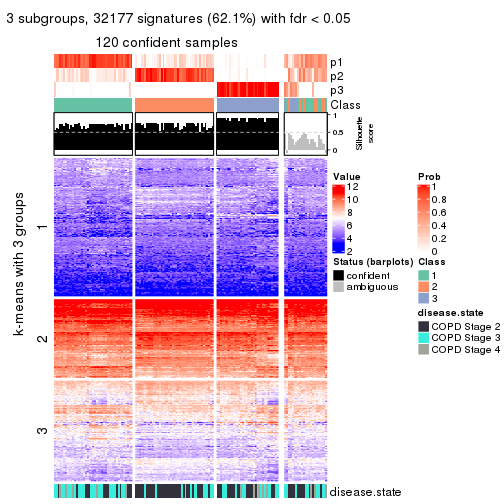 3 subgroups, 32177 signatures (62.1%) with fdr < 0.05
120 confident samples
p1
p2
p3
Class
1
0.5
0
Silhouette
score
k-means with 3 groups
1
2
3
disease.state
Value
12
10
8
6
4
2
Prob
1
0.8
0.6
0.4
0.2
0
Status (barplots)
confident
ambiguous
Class
1
2
3
disease.state
COPD Stage 2
COPD Stage 3
COPD Stage 4